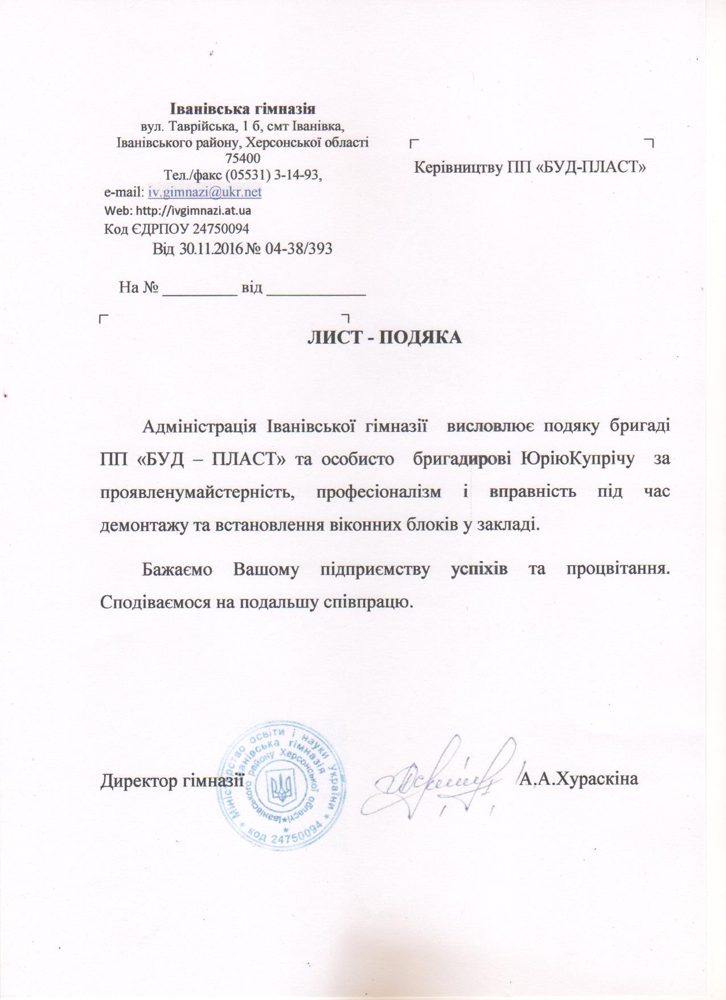 Іванівська гімназія
вул. Таврійська, 1 б, смт Іванівка,
Іванівського району, Херсонської області
75400
Тел./факс (05531) 3-14-93,
e-mail: iv.gimnazi@ukr.net
Web: http://ivgimnazi.at.ua
Код ЄДРПОУ 24750094
Від 30.11.2016№ 04-38/393
На № _________ від ____________
Керівництву ПП «БУД-ПЛАСТ»
ЛИСТ - ПОДЯКА
Адміністрація Іванівської гімназії висловлює подяку бригаді
ПП «БУД – ПЛАСТ» та особисто бригадирові ЮріюКупрічу за
проявленумайстерність, професіоналізм і вправність під час
демонтажу та встановлення віконних блоків у закладі.
Бажаємо Вашому підприємству успіхів та процвітання.
Сподіваємося на подальшу співпрацю.
Директор гімназії
А.А.Хураскіна
Міністерство освіти і науки України
* код 24750094 *
Іванівська гімназія
Іванівського району Херсонської області